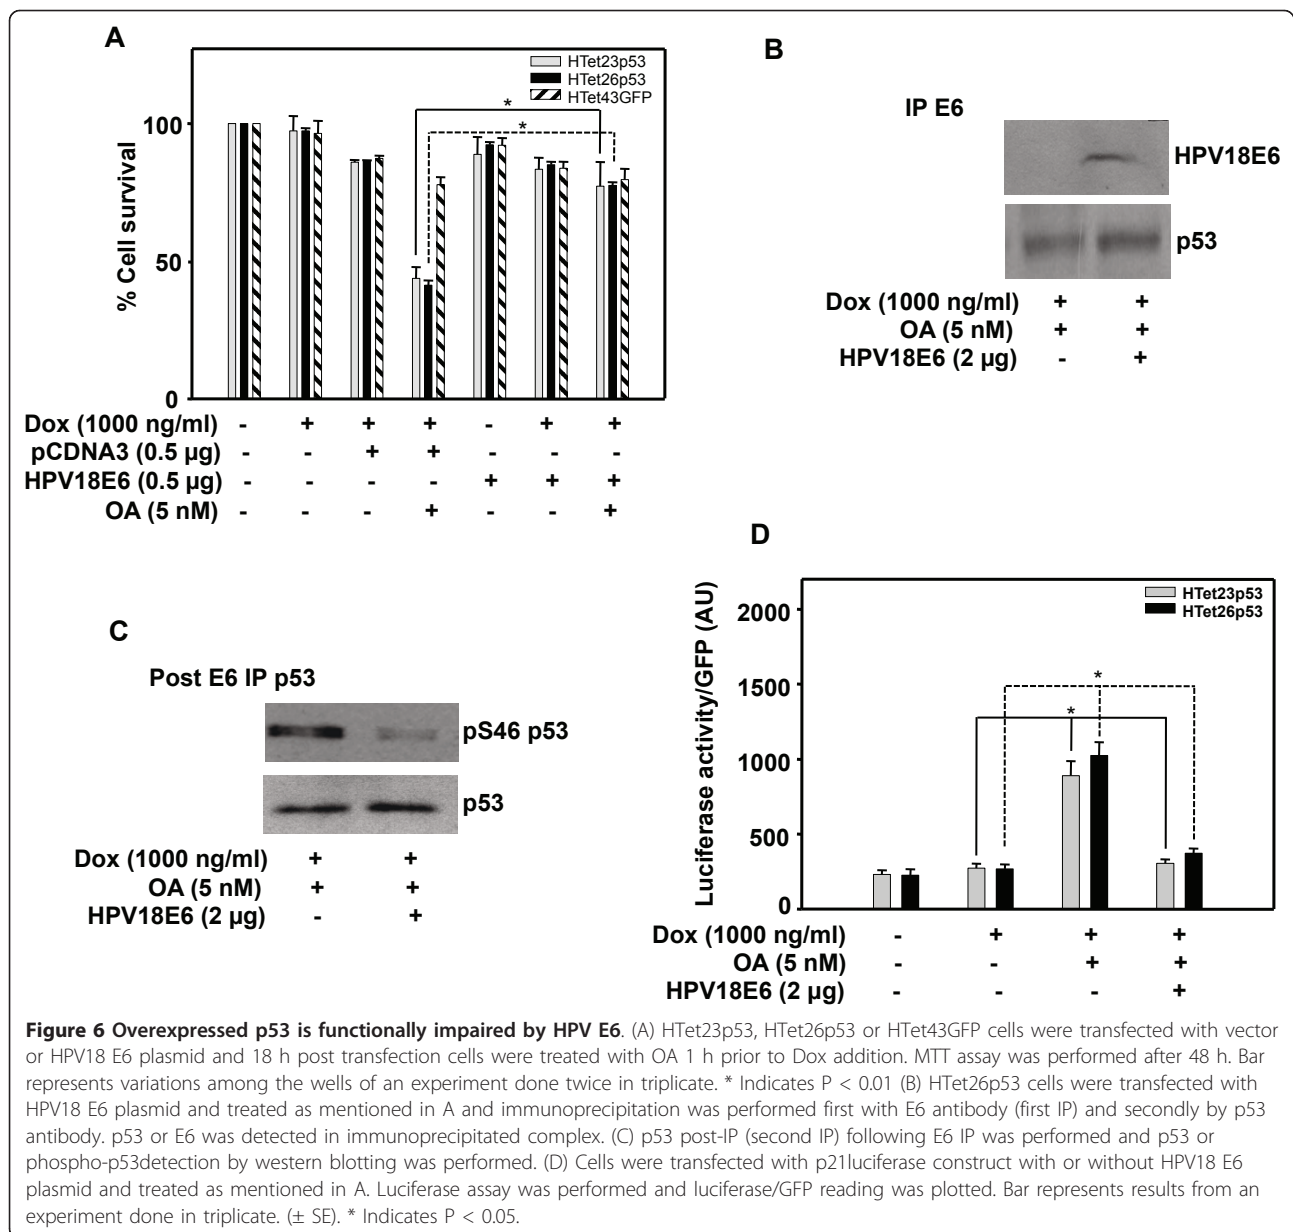 A
HTet23p53
HTet26p53
HTet43GFP
*
*
100
50
0
% Cell survival
Dox (1000 ng/ml) - + + + - + +
pCDNA3 (0.5 µg) - - + + - - -
HPV18E6 (0.5 µg) - - - - + + +
OA (5 nM) - - - + - - +
B
IP E6
HPV18E6
p53
Dox (1000 ng/ml) + +
OA (5 nM) + +
HPV18E6 (2 µg) - +
C
Post E6 IP p53
pS46 p53
p53
Dox (1000 ng/ml) + +
OA (5 nM) + +
HPV18E6 (2 µg) - +
D
HTet23p53
HTet26p53
*
*
2000
1500
1000
500
0
Luciferase activity/GFP (AU)
Dox (1000 ng/ml) - + + +
OA (5 nM) - - + +
HPV18E6 (2 µg) - - - +
Figure 6 Overexpressed p53 is functionally impaired by HPV E6. (A) HTet23p53, HTet26p53 or HTet43GFP cells were transfected with vector
or HPV18 E6 plasmid and 18 h post transfection cells were treated with OA 1 h prior to Dox addition. MTT assay was performed after 48 h. Bar
represents variations among the wells of an experiment done twice in triplicate. * Indicates P < 0.01 (B) HTet26p53 cells were transfected with
HPV18 E6 plasmid and treated as mentioned in A and immunoprecipitation was performed first with E6 antibody (first IP) and secondly by p53
antibody. p53 or E6 was detected in immunoprecipitated complex. (C) p53 post-IP (second IP) following E6 IP was performed and p53 or
phospho-p53detection by western blotting was performed. (D) Cells were transfected with p21luciferase construct with or without HPV18 E6
plasmid and treated as mentioned in A. Luciferase assay was performed and luciferase/GFP reading was plotted. Bar represents results from an
experiment done in triplicate. (± SE). * Indicates P < 0.05.